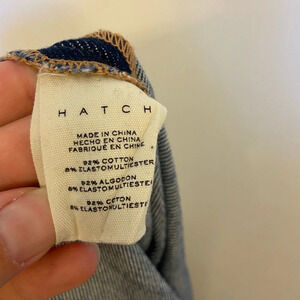 HATCH
MADE IN CHINA
HECHO EN CHINA
FABRIQUÉ EN CHINE
92% COTTON
8% ELASTOMULTIESTER
92% ALGODON
8% ELASTOMULTIESTER
92% COTON
8% ELASTOMULTIESTE